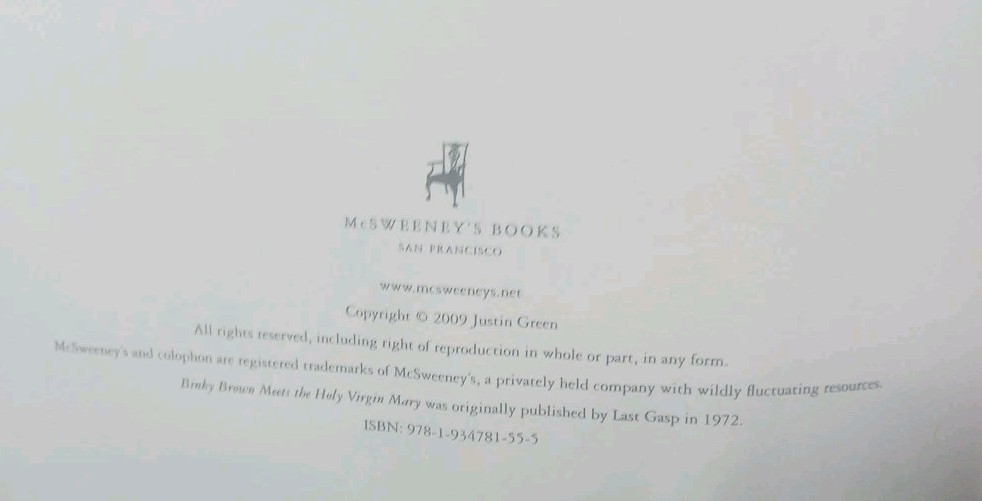 McSWEENEY'S BOOKS
SAN FRANCISCO
www.mcsweeneys.net
Copyright © 2009 Justin Green
All rights reserved, including right of reproduction in whole or part, in any form.
McSweeney's and colophon are registered trademarks of McSweeney's, a privately held company with wildly fluctuating resources.
Binky Brown Meets the Holy Virgin Mary was originally published by Last Gasp in 1972.
ISBN: 978-1-934781-55-5